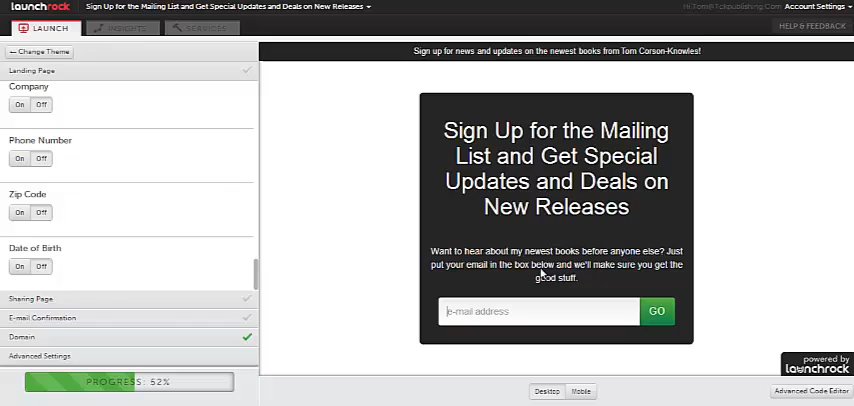 launchrock
Sign Up for the Mailing List and Get Special Updates and Deals on New Releases
Hi, Tom@Tckpublishing.Com
Account Settings
LAUNCH
INSIGHTS
SERVICES
HELP & FEEDBACK
← Change Theme
Sign up for news and updates on the newest books from Tom Corson-Knowles!
Landing Page
Company
On Off
Phone Number
On Off
Zip Code
On Off
Date of Birth
On Off
Sharing Page
E-mail Confirmation
Domain
Advanced Settings
PROGRESS: 52%
Sign Up for the Mailing
List and Get Special
Updates and Deals on
New Releases
Want to hear about my newest books before anyone else? Just
put your email in the box below and we'll make sure you get the
good stuff.
e-mail address
GO
powered by
launchrock
Desktop Mobile
Advanced Code Editor